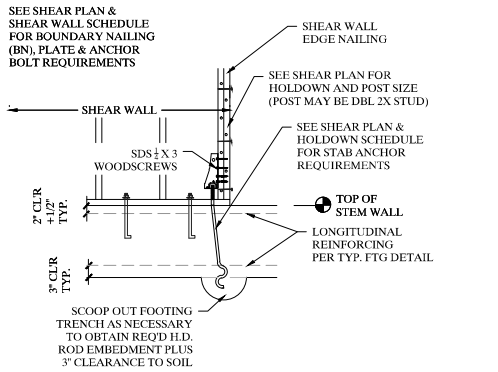 SEE SHEAR PLAN &
SHEAR WALL SCHEDULE
FOR BOUNDARY NAILING
(BN), PLATE & ANCHOR
BOLT REQUIREMENTS
SHEAR WALL
EDGE NAILING
SEE SHEAR PLAN FOR
HOLDOWN AND POST SIZE
(POST MAY BE DBL 2X STUD)
SHEAR WALL
SEE SHEAR PLAN &
HOLDOWN SCHEDULE
FOR STAB ANCHOR
REQUIREMENTS
SDS ¼ X 3
WOODSCREWS
TOP OF
STEM WALL
2" CL'R
+1/2"
TYP.
LONGITUDINAL
REINFORCING
PER TYP. FTG DETAIL
3" CL'R
TYP.
SCOOP OUT FOOTING
TRENCH AS NECESSARY
TO OBTAIN REQ'D H.D.
ROD EMBEDMENT PLUS
3" CLEARANCE TO SOIL